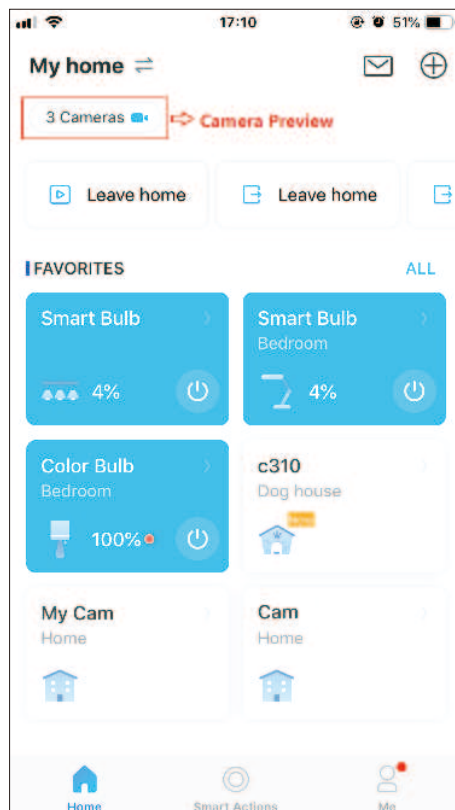 17:10
51%
My home
3 Cameras
Camera Preview
Leave home
Leave home
FAVORITES
ALL
Smart Bulb
4%
Smart Bulb
Bedroom
4%
Color Bulb
Bedroom
100%
c310
Dog house
My Cam
Home
Cam
Home
Home
Smart Actions
Me